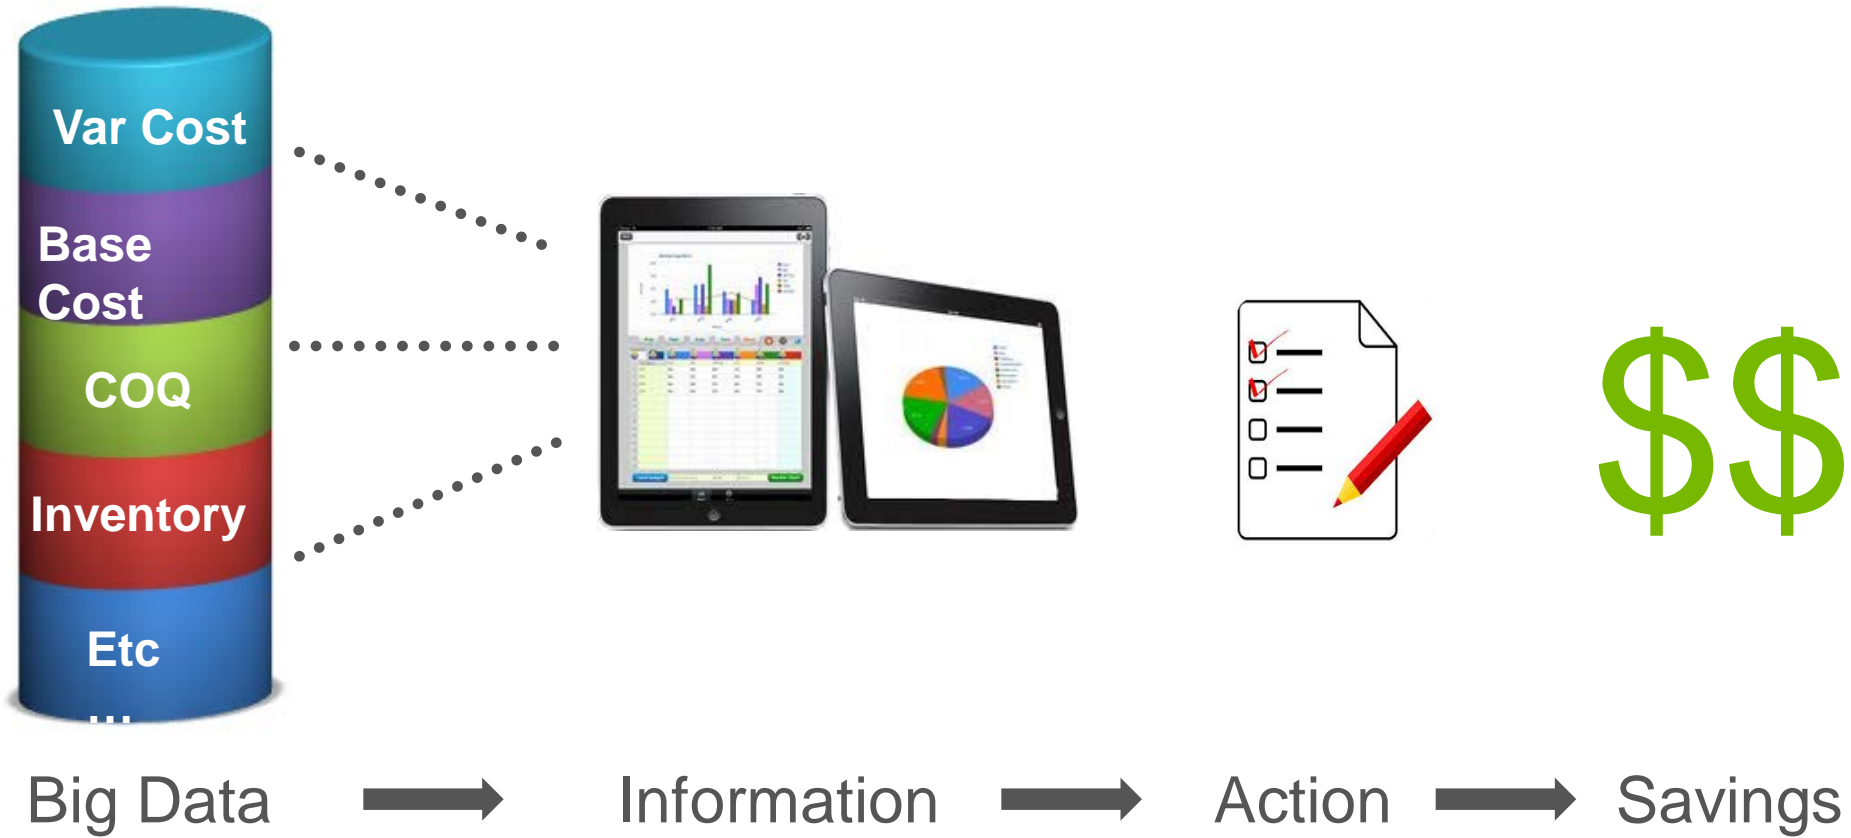 Var Cost
Base
Cost
COQ
Inventory
Etc
$$
Big Data
Information
Action
Savings